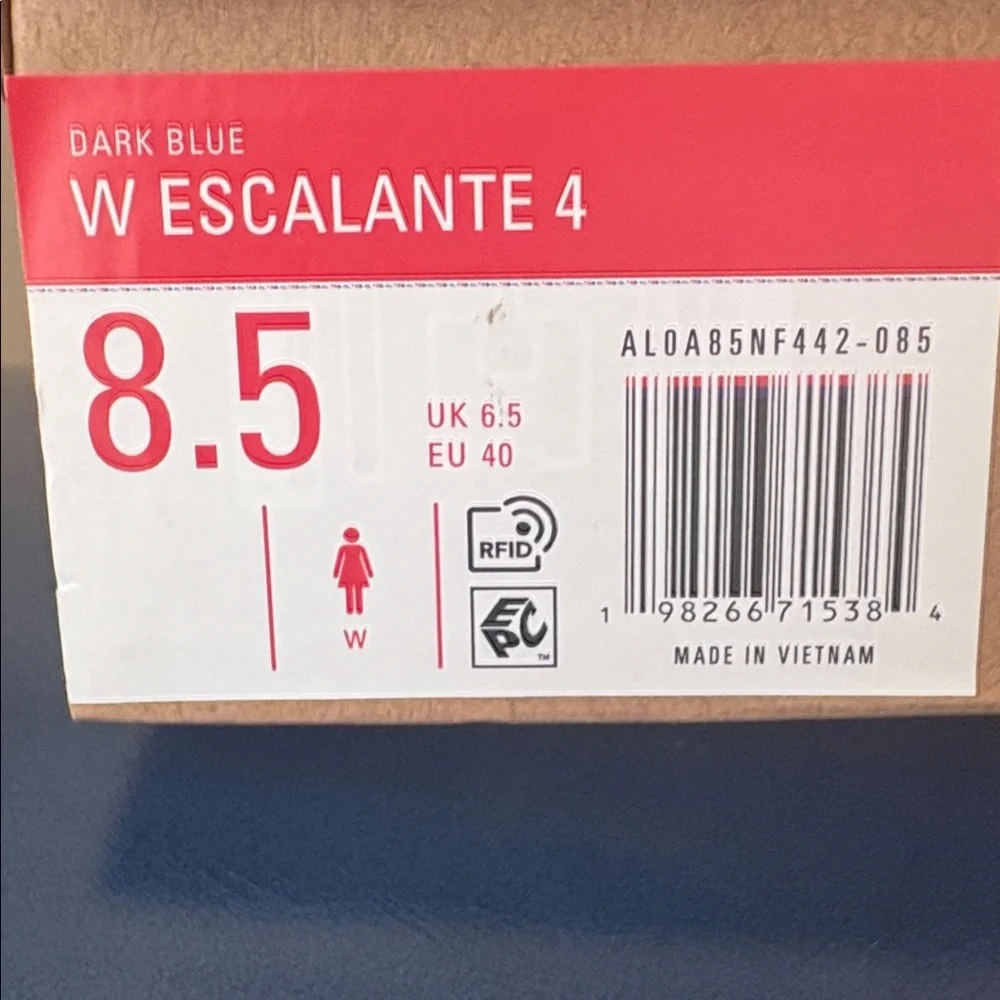 DARK BLUE
W ESCALANTE 4
8.5
UK 6.5
EU 40
W
RFID
EPC
TM
AL0A85NF442-085
1 98266 71538 4
MADE IN VIETNAM